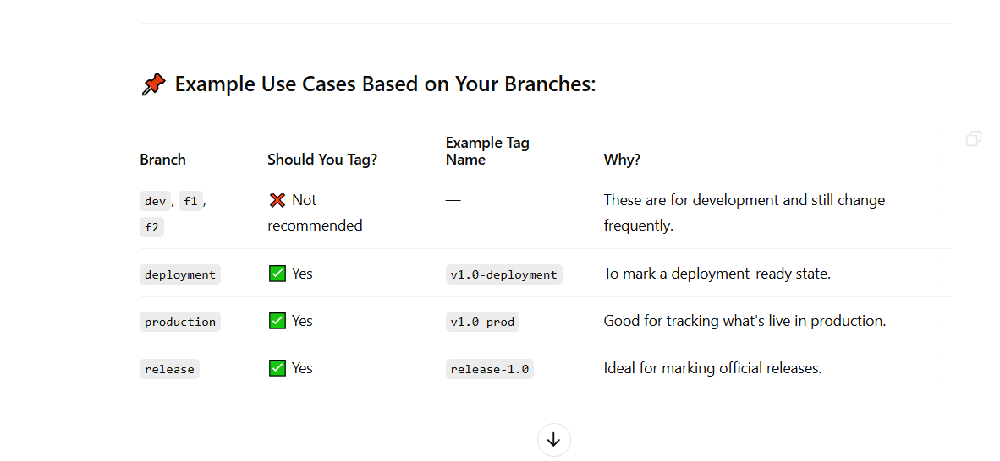 📌 Example Use Cases Based on Your Branches:
Branch Should You Tag? Example Tag Name Why?
dev, f1, f2 ❌ Not recommended — These are for development and still change frequently.
deployment ✅ Yes v1.0-deployment To mark a deployment-ready state.
production ✅ Yes v1.0-prod Good for tracking what's live in production.
release ✅ Yes release-1.0 Ideal for marking official releases.